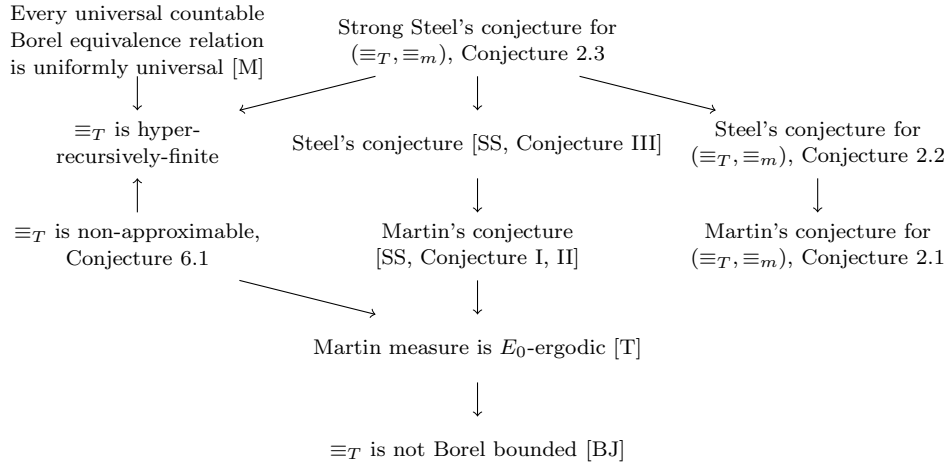 Every universal countable
Borel equivalence relation
is uniformly universal [M]
Strong Steel's conjecture for
(≡_T, ≡_m), Conjecture 2.3
≡_T is hyper-
recursively-finite
Steel's conjecture [SS, Conjecture III]
Steel's conjecture for
(≡_T, ≡_m), Conjecture 2.2
≡_T is non-approximable,
Conjecture 6.1
Martin's conjecture
[SS, Conjecture I, II]
Martin's conjecture for
(≡_T, ≡_m), Conjecture 2.1
Martin measure is E_0-ergodic [T]
≡_T is not Borel bounded [BJ]